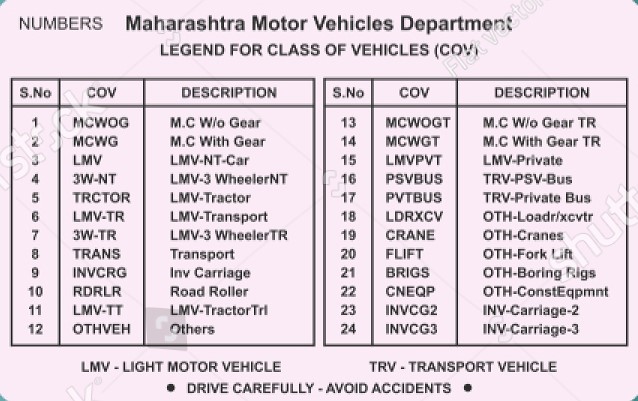 NUMBERS Maharashtra Motor Vehicles Department
LEGEND FOR CLASS OF VEHICLES (COV)
S.No COV DESCRIPTION
1 MCWOG M.C W/o Gear
2 MCWG M.C With Gear
3 LMV LMV-NT-Car
4 3W-NT LMV-3 WheelerNT
5 TRCTOR LMV-Tractor
6 LMV-TR LMV-Transport
7 3W-TR LMV-3 WheelerTR
8 TRANS Transport
9 INVCRG Inv Carriage
10 RDRLR Road Roller
11 LMV-TT LMV-TractorTrl
12 OTHVEH Others
S.No COV DESCRIPTION
13 MCWOGT M.C W/o Gear TR
14 MCWGT M.C With Gear TR
15 LMVPVT LMV-Private
16 PSVBUS TRV-PSV-Bus
17 PVTBUS TRV-Private Bus
18 LDRXCV OTH-Loadr/xcvtr
19 CRANE OTH-Cranes
20 FLIFT OTH-Fork Lift
21 BRIGS OTH-Boring Rigs
22 CNEQP OTH-ConstEqpmnt
23 INVCG2 INV-Carriage-2
24 INVCG3 INV-Carriage-3
LMV - LIGHT MOTOR VEHICLE TRV - TRANSPORT VEHICLE
• DRIVE CAREFULLY - AVOID ACCIDENTS •